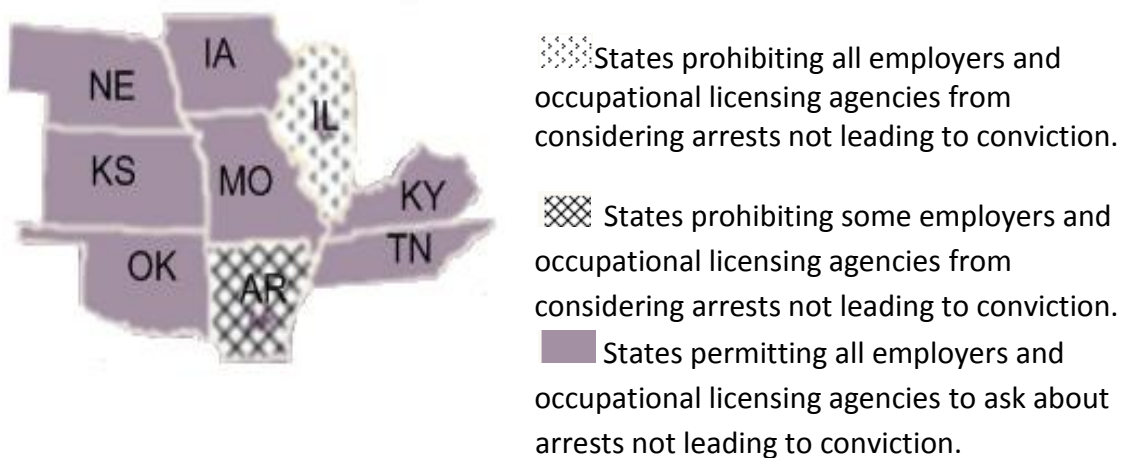 IA
NE
IL
KS
MO
KY
OK
TN
AR
States prohibiting all employers and
occupational licensing agencies from
considering arrests not leading to conviction.
States prohibiting some employers and
occupational licensing agencies from
considering arrests not leading to conviction.
States permitting all employers and
occupational licensing agencies to ask about
arrests not leading to conviction.